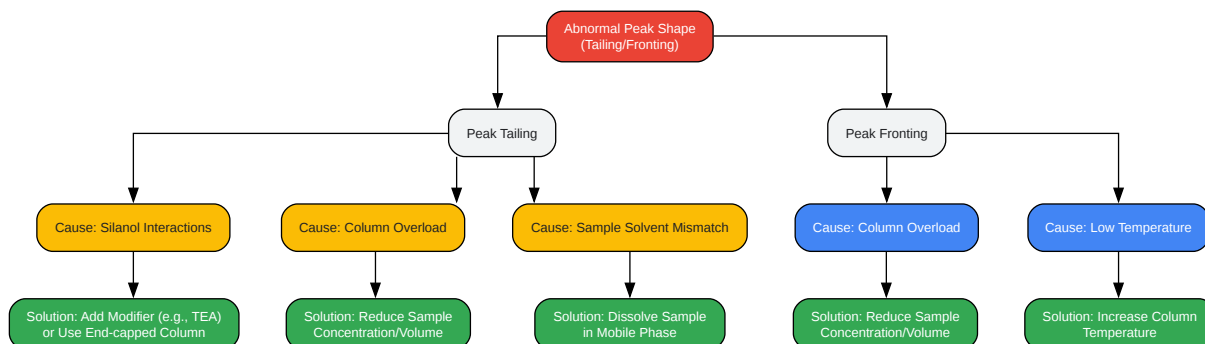 Abnormal Peak Shape
(Tailing/Fronting)
Peak Tailing
Peak Fronting
Cause: Silanol Interactions
Cause: Column Overload
Cause: Sample Solvent Mismatch
Cause: Column Overload
Cause: Low Temperature
Solution: Add Modifier (e.g., TEA)
or Use End-capped Column
Solution: Reduce Sample
Concentration/Volume
Solution: Dissolve Sample
in Mobile Phase
Solution: Reduce Sample
Concentration/Volume
Solution: Increase Column
Temperature